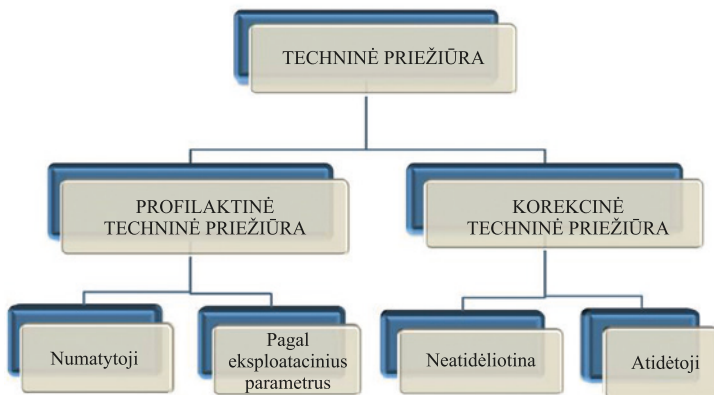 TECHNINĖ PRIEŽIŪRA
PROFILAKTINĖ
TECHNINĖ PRIEŽIŪRA
KOREKCINĖ
TECHNINĖ PRIEŽIŪRA
Numatytoji
Pagal
eksploatacinius
parametrus
Neatidėliotina
Atidėtoji